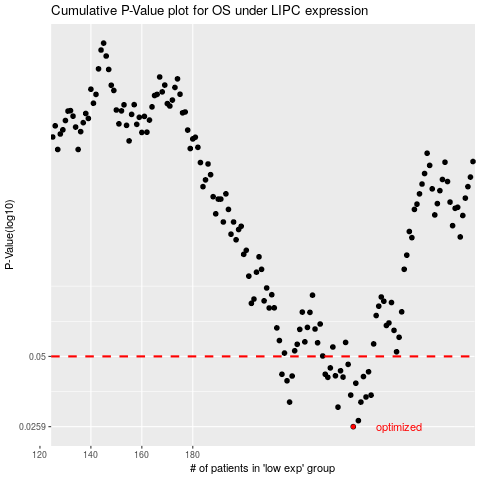 Cumulative P-Value plot for OS under LIPC expression
P-Value(log10)
0.05
0.0259
optimized
120 140 160 180
# of patients in 'low exp' group